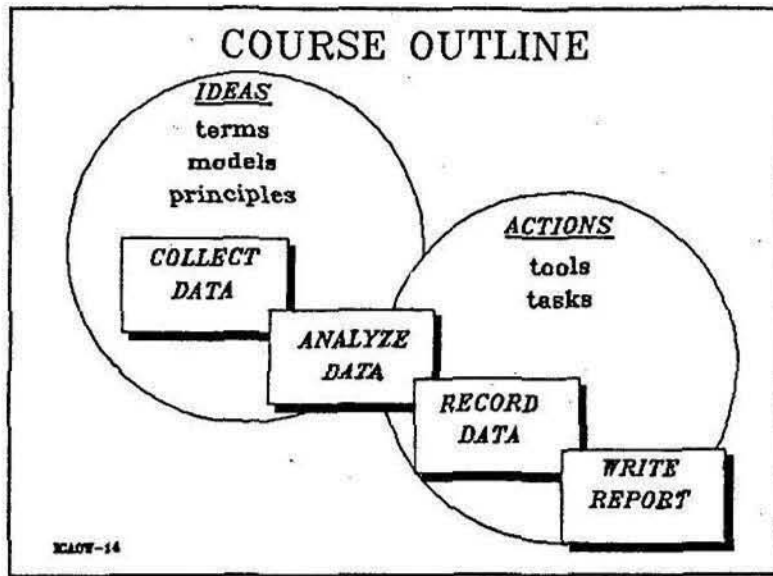 COURSE OUTLINE
IDEAS
terms
models
principles
COLLECT
DATA
ANALYZE
DATA
ACTIONS
tools
tasks
RECORD
DATA
WRITE
REPORT